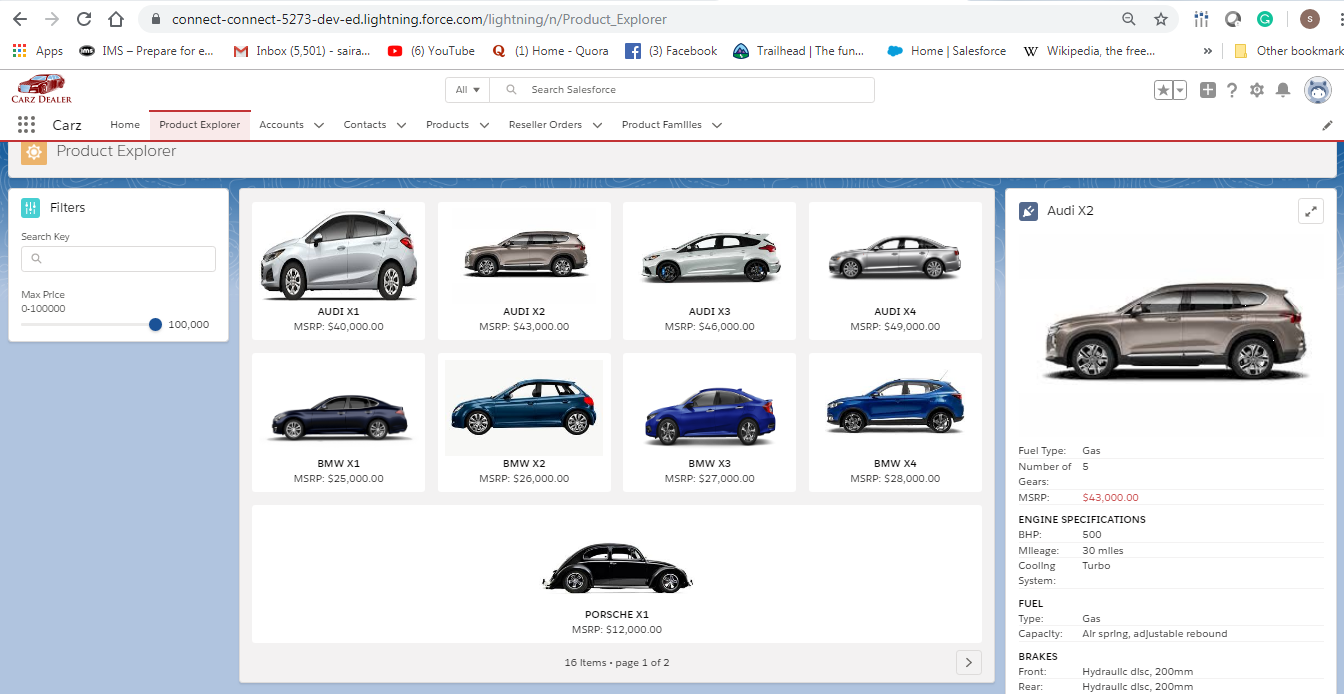 connect-connect-5273-dev-ed.lightning.force.com/lightning/n/Product_Explorer
S
Apps
ims
IMS – Prepare for e...
Inbox (5,501) - saira...
(6) YouTube
(1) Home - Quora
(3) Facebook
Trailhead | The fun...
Home | Salesforce
Wikipedia, the free...
»
Other bookmark
CARZ DEALER
All
Search Salesforce
Carz
Home
Product Explorer
Accounts
Contacts
Products
Reseller Orders
Product Families
Product Explorer
Filters
Search Key
Max Price
0-100000
100,000
AUDI X1
MSRP: $40,000.00
AUDI X2
MSRP: $43,000.00
AUDI X3
MSRP: $46,000.00
AUDI X4
MSRP: $49,000.00
BMW X1
MSRP: $25,000.00
BMW X2
MSRP: $26,000.00
BMW X3
MSRP: $27,000.00
BMW X4
MSRP: $28,000.00
PORSCHE X1
MSRP: $12,000.00
16 items • page 1 of 2
Audi X2
Fuel Type: Gas
Number of 5
Gears:
MSRP: $43,000.00
ENGINE SPECIFICATIONS
BHP: 500
Mileage: 30 miles
Cooling Turbo
System:
FUEL
Type: Gas
Capacity: Air spring, adjustable rebound
BRAKES
Front: Hydraulic disc, 200mm
Rear: Hydraulic disc, 200mm